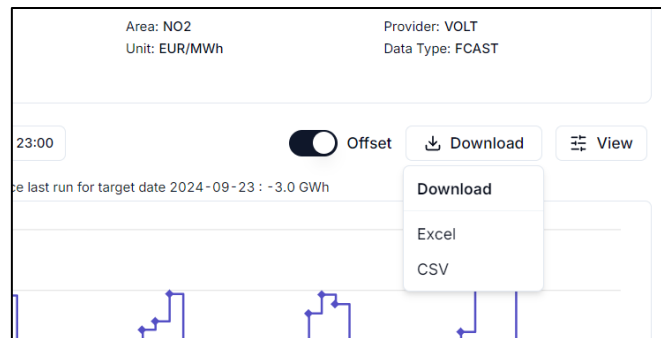 Area: NO2
Provider: VOLT
Unit: EUR/MWh
Data Type: FCAST
23:00
Offset
Download
View
ce last run for target date 2024-09-23 : -3.0 GWh
Download
Excel
CSV